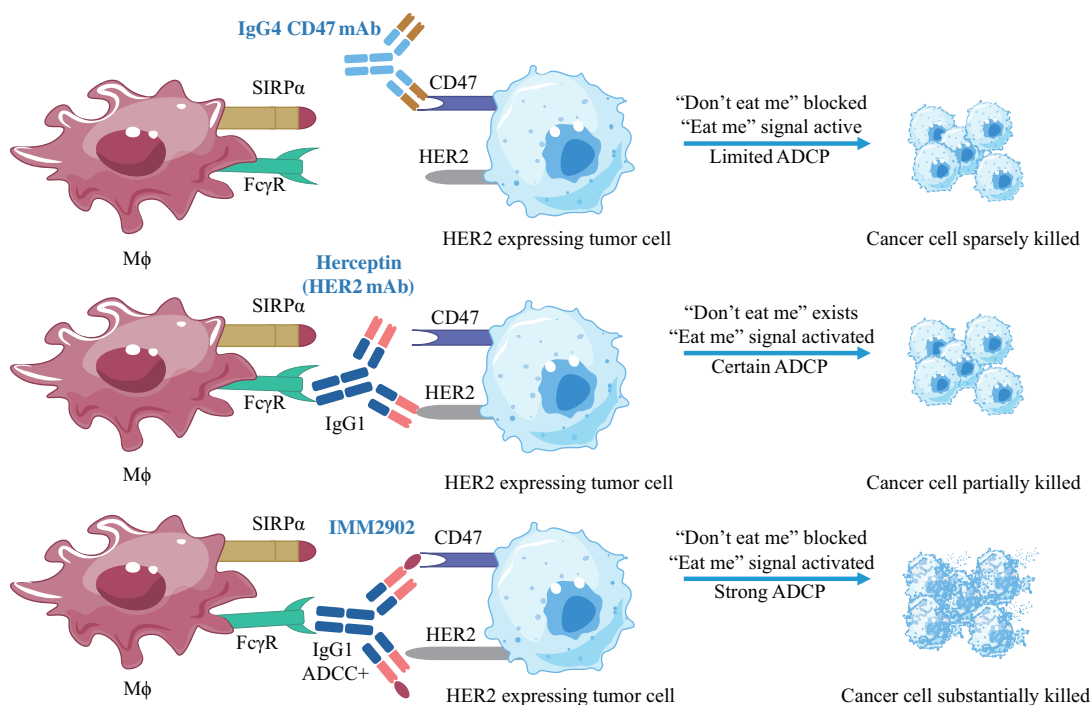 IgG4 CD47 mAb
SIRPα
CD47
HER2
FcγR
Mϕ
HER2 expressing tumor cell
“Don’t eat me” blocked
“Eat me” signal active
Limited ADCP
Cancer cell sparsely killed
Herceptin
(HER2 mAb)
SIRPα
CD47
HER2
FcγR
IgG1
Mϕ
HER2 expressing tumor cell
“Don’t eat me” exists
“Eat me” signal activated
Certain ADCP
Cancer cell partially killed
IMM2902
SIRPα
CD47
HER2
FcγR
IgG1
ADCC+
Mϕ
HER2 expressing tumor cell
“Don’t eat me” blocked
“Eat me” signal activated
Strong ADCP
Cancer cell substantially killed